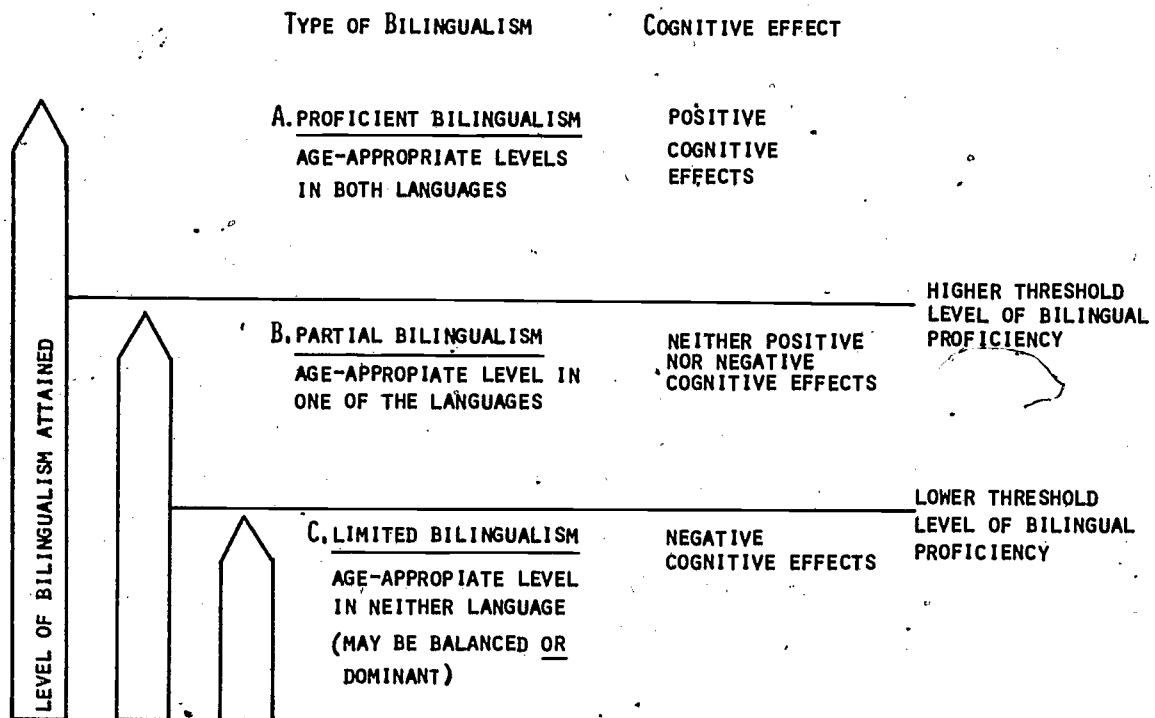 TYPE OF BILINGUALISM
COGNITIVE EFFECT
A. PROFICIENT BILINGUALISM
AGE-APPROPRIATE LEVELS
IN BOTH LANGUAGES
POSITIVE
COGNITIVE
EFFECTS
HIGHER THRESHOLD
LEVEL OF BILINGUAL
PROFICIENCY
B. PARTIAL BILINGUALISM
AGE-APPROPIATE LEVEL IN
ONE OF THE LANGUAGES
NEITHER POSITIVE
NOR NEGATIVE
COGNITIVE EFFECTS
LOWER THRESHOLD
LEVEL OF BILINGUAL
PROFICIENCY
C. LIMITED BILINGUALISM
AGE-APPROPIATE LEVEL
IN NEITHER LANGUAGE
(MAY BE BALANCED OR
DOMINANT)
NEGATIVE
COGNITIVE EFFECTS
LEVEL OF BILINGUALISM ATTAINED